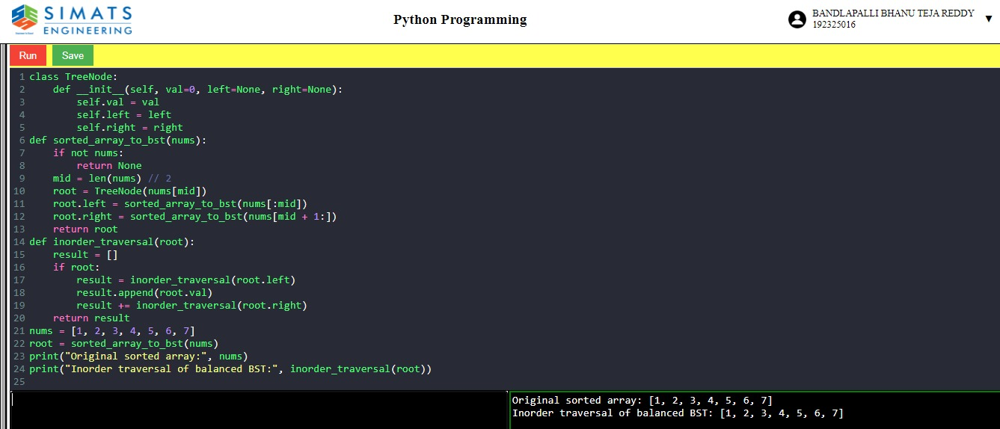 SIMATS
ENGINEERING
Python Programming
BANDLAPALLI BHANU TEJA REDDY
192325016
Run Save
1 class TreeNode:
2     def __init__(self, val=0, left=None, right=None):
3         self.val = val
4         self.left = left
5         self.right = right
6 def sorted_array_to_bst(nums):
7     if not nums:
8         return None
9     mid = len(nums) // 2
10     root = TreeNode(nums[mid])
11     root.left = sorted_array_to_bst(nums[:mid])
12     root.right = sorted_array_to_bst(nums[mid + 1:])
13     return root
14 def inorder_traversal(root):
15     result = []
16     if root:
17         result = inorder_traversal(root.left)
18         result.append(root.val)
19         result += inorder_traversal(root.right)
20     return result
21 nums = [1, 2, 3, 4, 5, 6, 7]
22 root = sorted_array_to_bst(nums)
23 print("Original sorted array:", nums)
24 print("Inorder traversal of balanced BST:", inorder_traversal(root))
25
Original sorted array: [1, 2, 3, 4, 5, 6, 7]
Inorder traversal of balanced BST: [1, 2, 3, 4, 5, 6, 7]